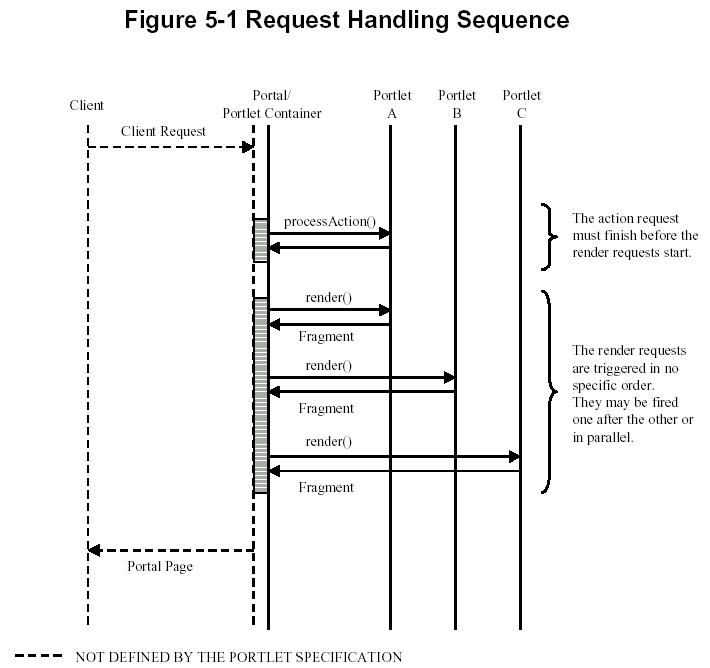 Figure 5-1 Request Handling Sequence
Client
Portal/
Portlet Container
Portlet
A
Portlet
B
Portlet
C
Client Request
processAction()
The action request
must finish before the
render requests start.
render()
Fragment
render()
Fragment
render()
Fragment
The render requests
are triggered in no
specific order.
They may be fired
one after the other or
in parallel.
Portal Page
NOT DEFINED BY THE PORTLET SPECIFICATION